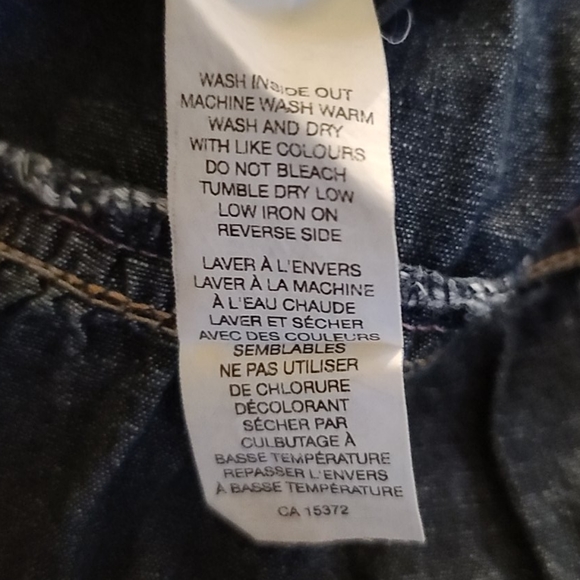 WASH INSIDE OUT
MACHINE WASH WARM
WASH AND DRY
WITH LIKE COLOURS
DO NOT BLEACH
TUMBLE DRY LOW
LOW IRON ON
REVERSE SIDE
LAVER À L'ENVERS
LAVER À LA MACHINE
À L'EAU CHAUDE
LAVER ET SÉCHER
AVEC DES COULEURS
SEMBLABLES
NE PAS UTILISER
DE CHLORURE
DÉCOLORANT
SÉCHER PAR
CULBUTAGE À
BASSE TEMPÉRATURE
REPASSER L'ENVERS
À BASSE TEMPÉRATURE
CA 15372